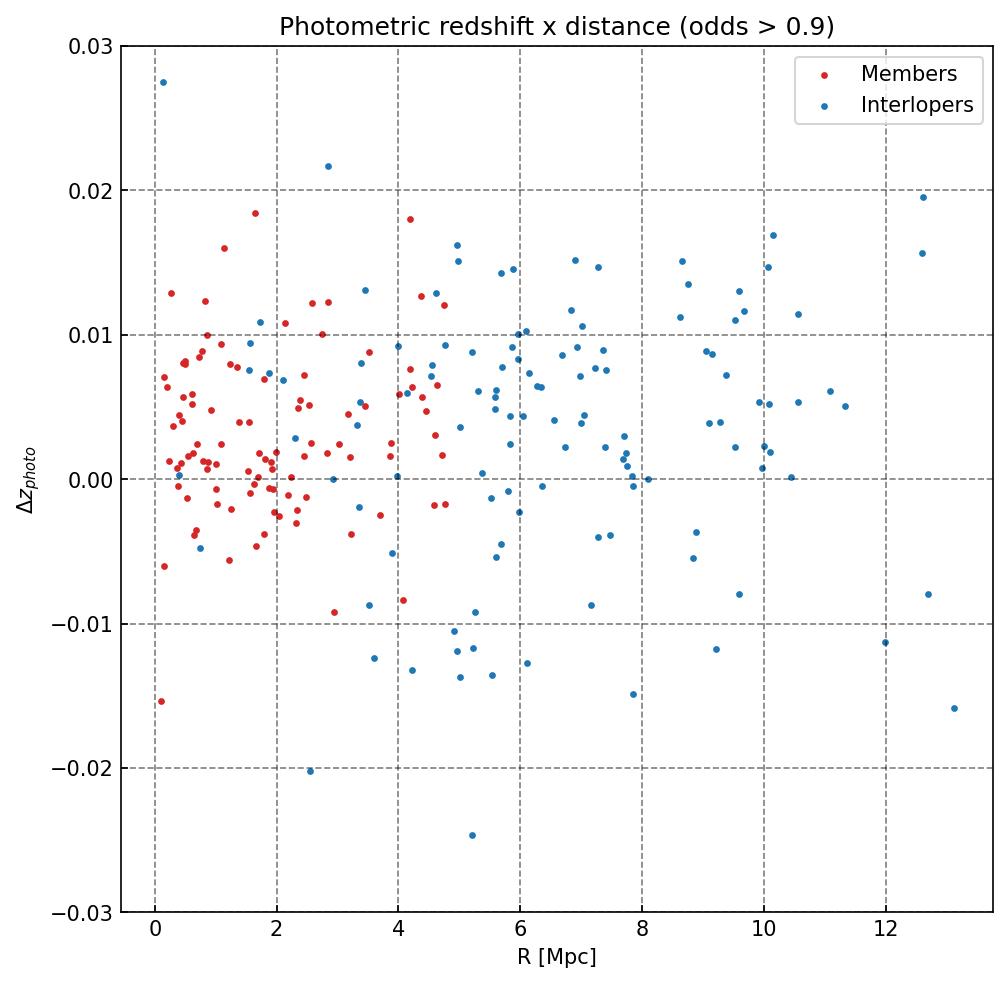 Photometric redshift x distance (odds > 0.9)
Members
Interlopers
0.03
0.02
0.01
0.00
−0.01
−0.02
−0.03
Δz_photo
0 2 4 6 8 10 12
R [Mpc]